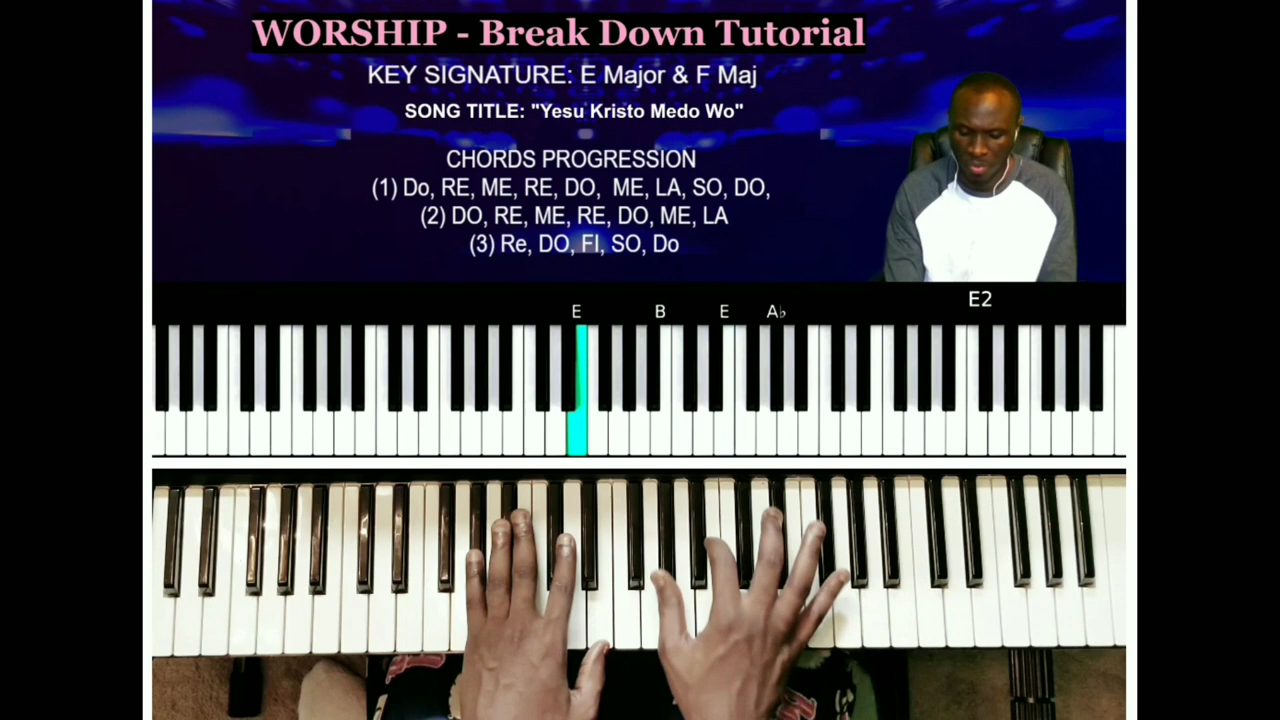 WORSHIP - Break Down Tutorial
KEY SIGNATURE: E Major & F Maj
SONG TITLE: "Yesu Kristo Medo Wo"
CHORDS PROGRESSION
(1) Do, RE, ME, RE, DO, ME, LA, SO, DO,
(2) DO, RE, ME, RE, DO, ME, LA
(3) Re, DO, FI, SO, Do
E2
E B E A♭